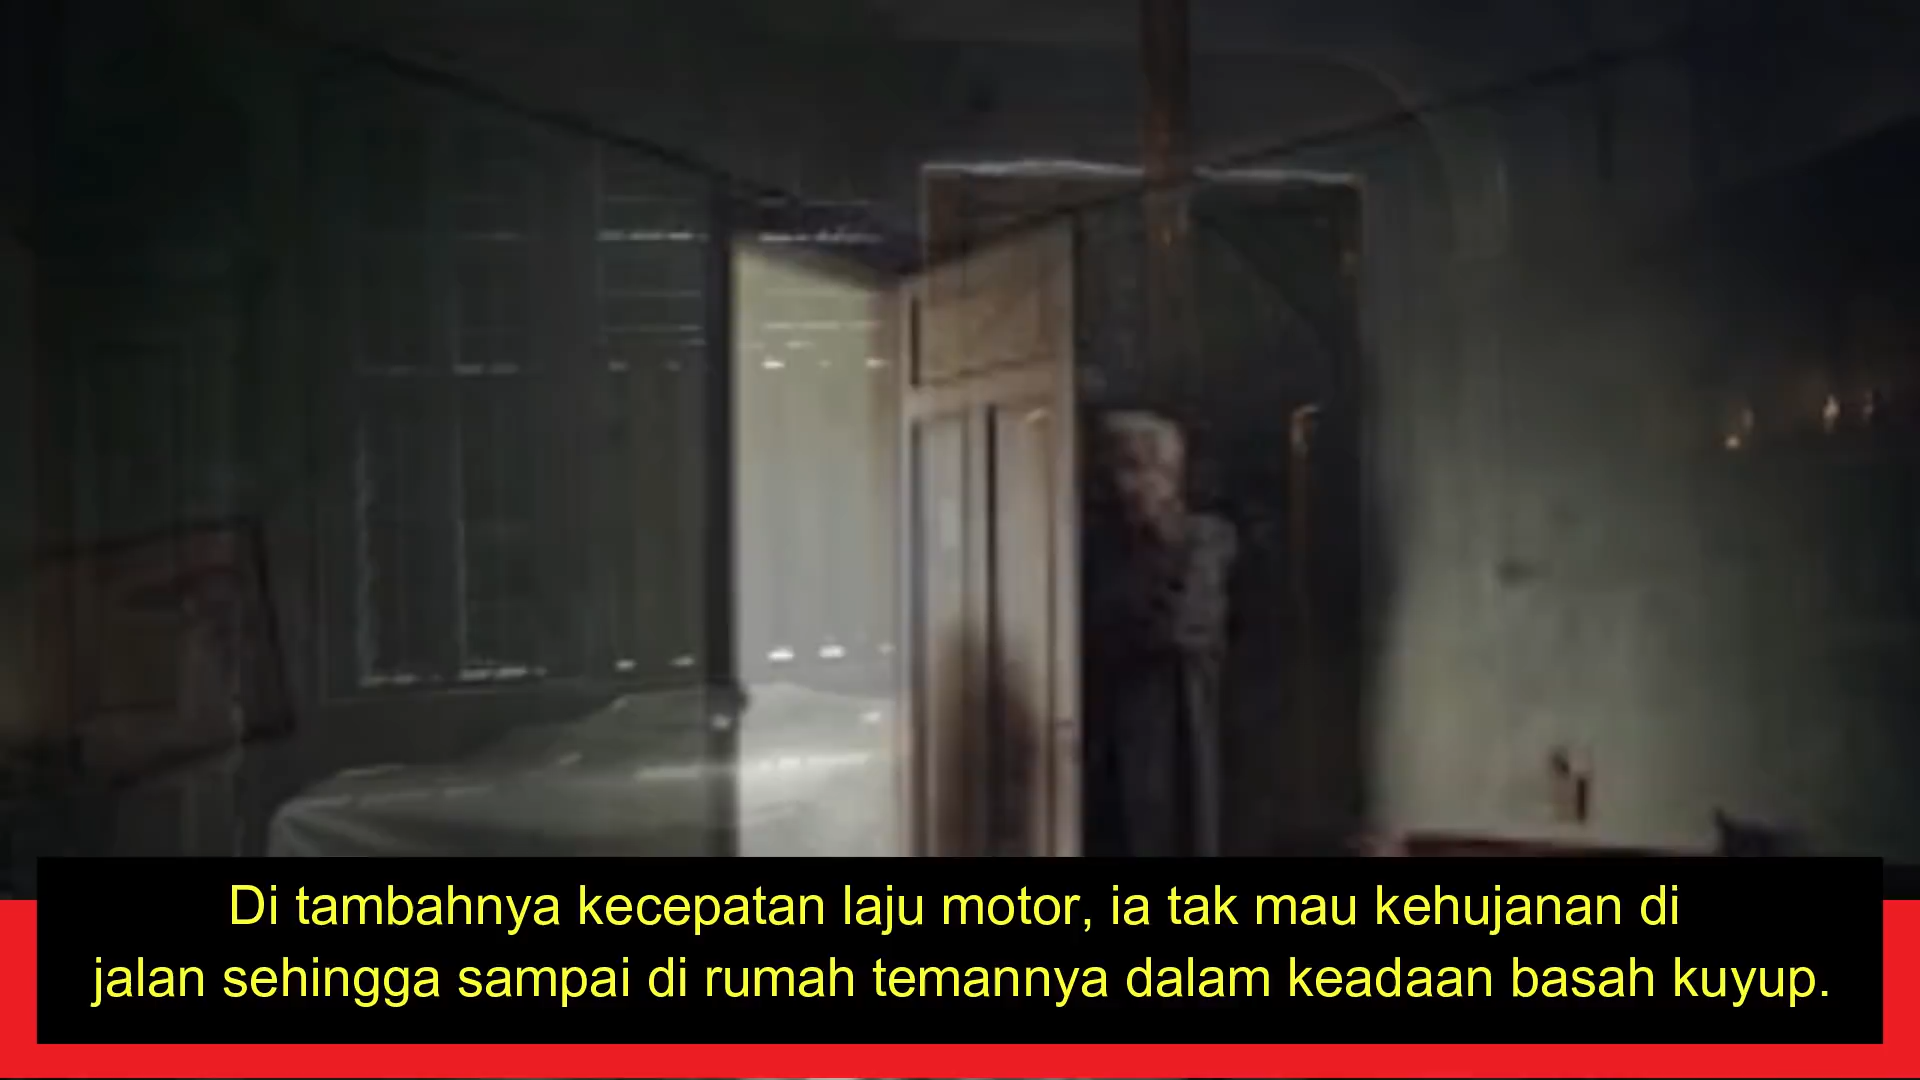 Di tambahnya kecepatan laju motor, ia tak mau kehujanan di
jalan sehingga sampai di rumah temannya dalam keadaan basah kuyup.